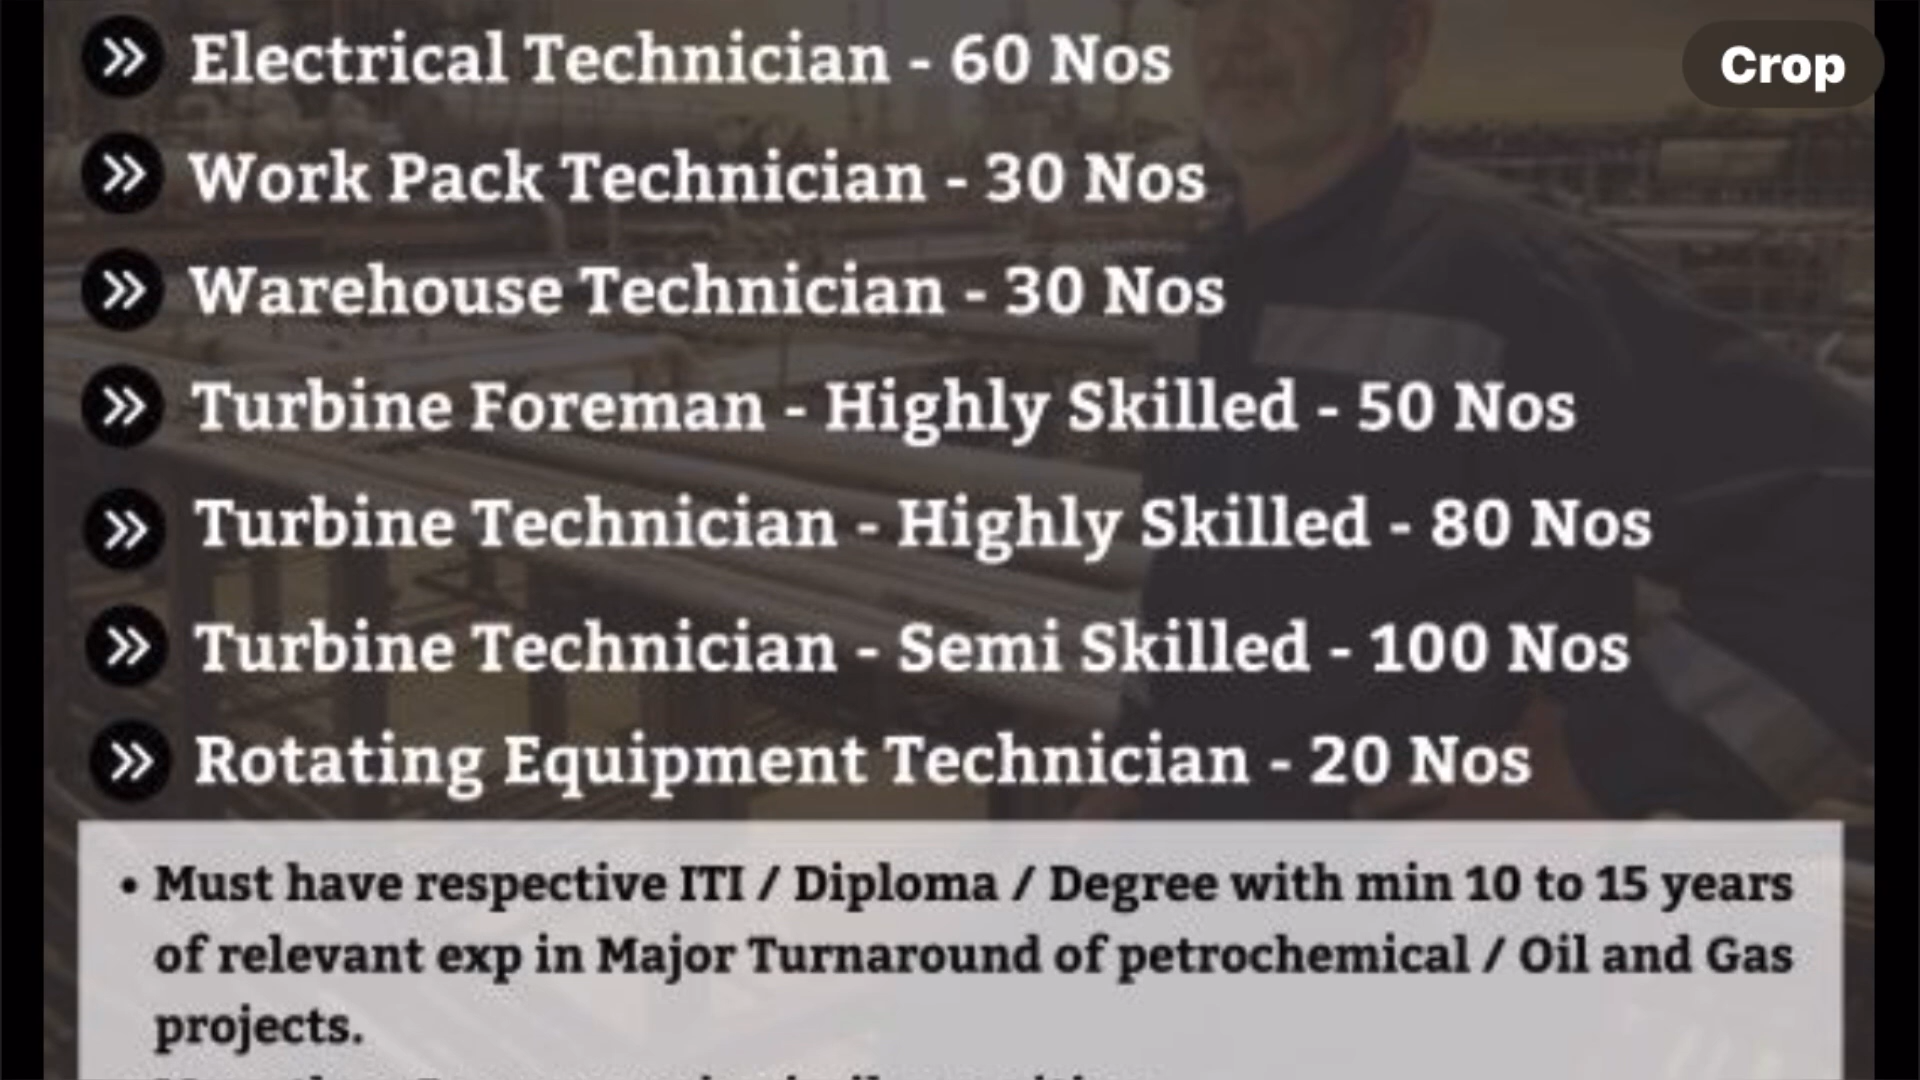 Electrical Technician - 60 Nos
Crop
Work Pack Technician - 30 Nos
Warehouse Technician - 30 Nos
Turbine Foreman - Highly Skilled - 50 Nos
Turbine Technician - Highly Skilled - 80 Nos
Turbine Technician - Semi Skilled - 100 Nos
Rotating Equipment Technician - 20 Nos
• Must have respective ITI / Diploma / Degree with min 10 to 15 years
of relevant exp in Major Turnaround of petrochemical / Oil and Gas
projects.